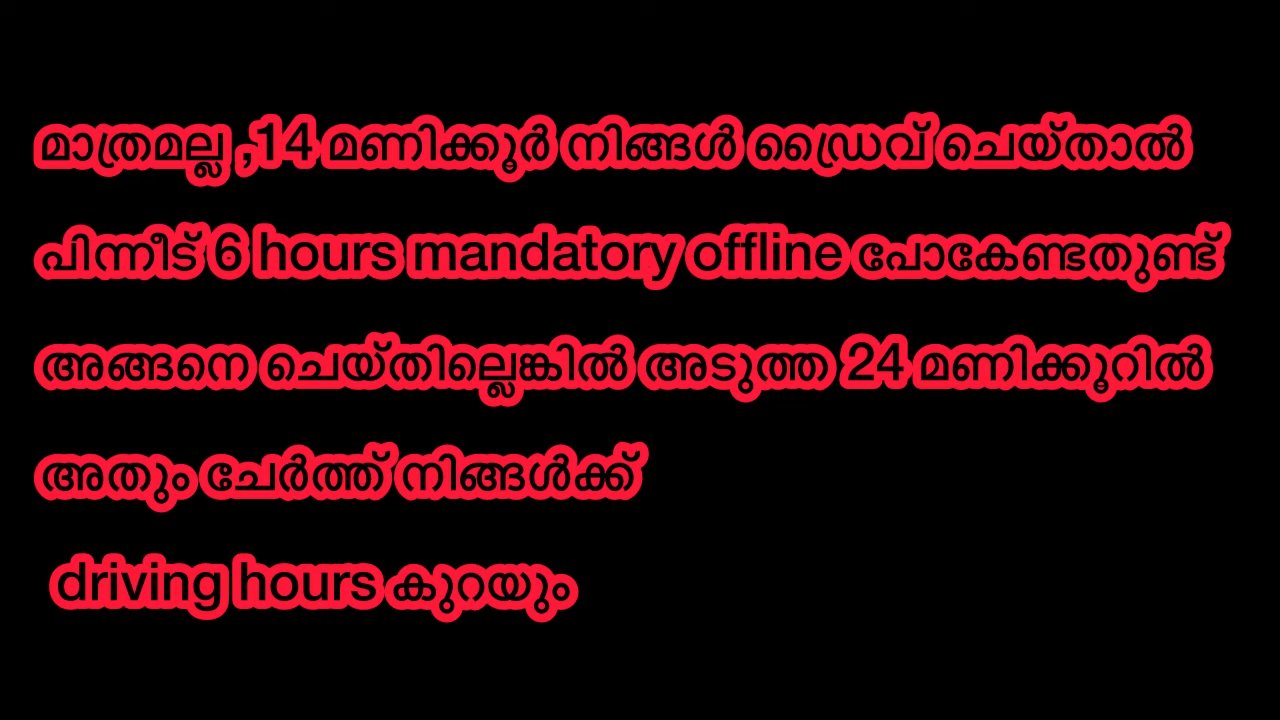 മാത്രമല്ല ,14 മണിക്കൂർ നിങ്ങൾ ഡ്രൈവ് ചെയ്താൽ
പിന്നീട് 6 hours mandatory offline പോകേണ്ടതുണ്ട്
അങ്ങനെ ചെയ്തില്ലെങ്കിൽ അടുത്ത 24 മണിക്കൂറിൽ
അതും ചേർത്ത് നിങ്ങൾക്ക്
driving hours കുറയും